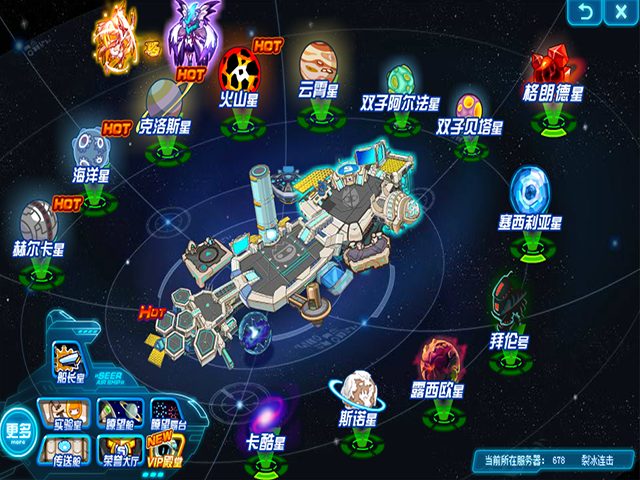 HOT
HOT
火山星
云霄星
双子阿尔法星
双子贝塔星
格朗德星
克洛斯星
HOT
海洋星
HOT
赫尔卡星
塞西利亚星
Hot
拜伦号
露西欧星
斯诺星
卡酷星
船长室
SEER
AIR SHIP
实验室
瞭望舱
瞭望露台
更多
more
传送舱
荣誉大厅
NEW
VIP殿堂
当前所在服务器: 678 裂冰连击